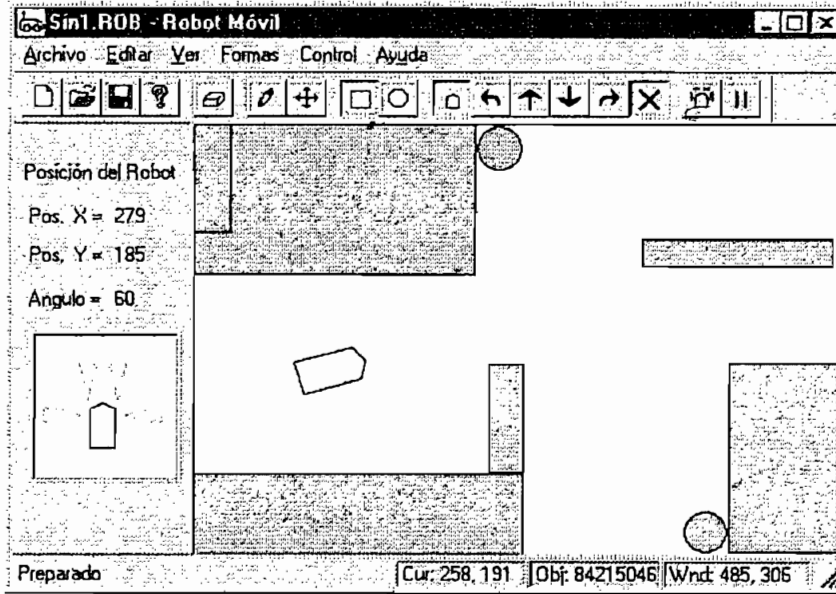 Sin1.ROB - Robot Móvil
Archivo Editar Ver Formas Control Ayuda
Posición del Robot
Pos. X = 279
Pos. Y = 185
Angulo = 60
Preparado
Cur: 258, 191
Obj: 84215046
Wnd: 485, 306